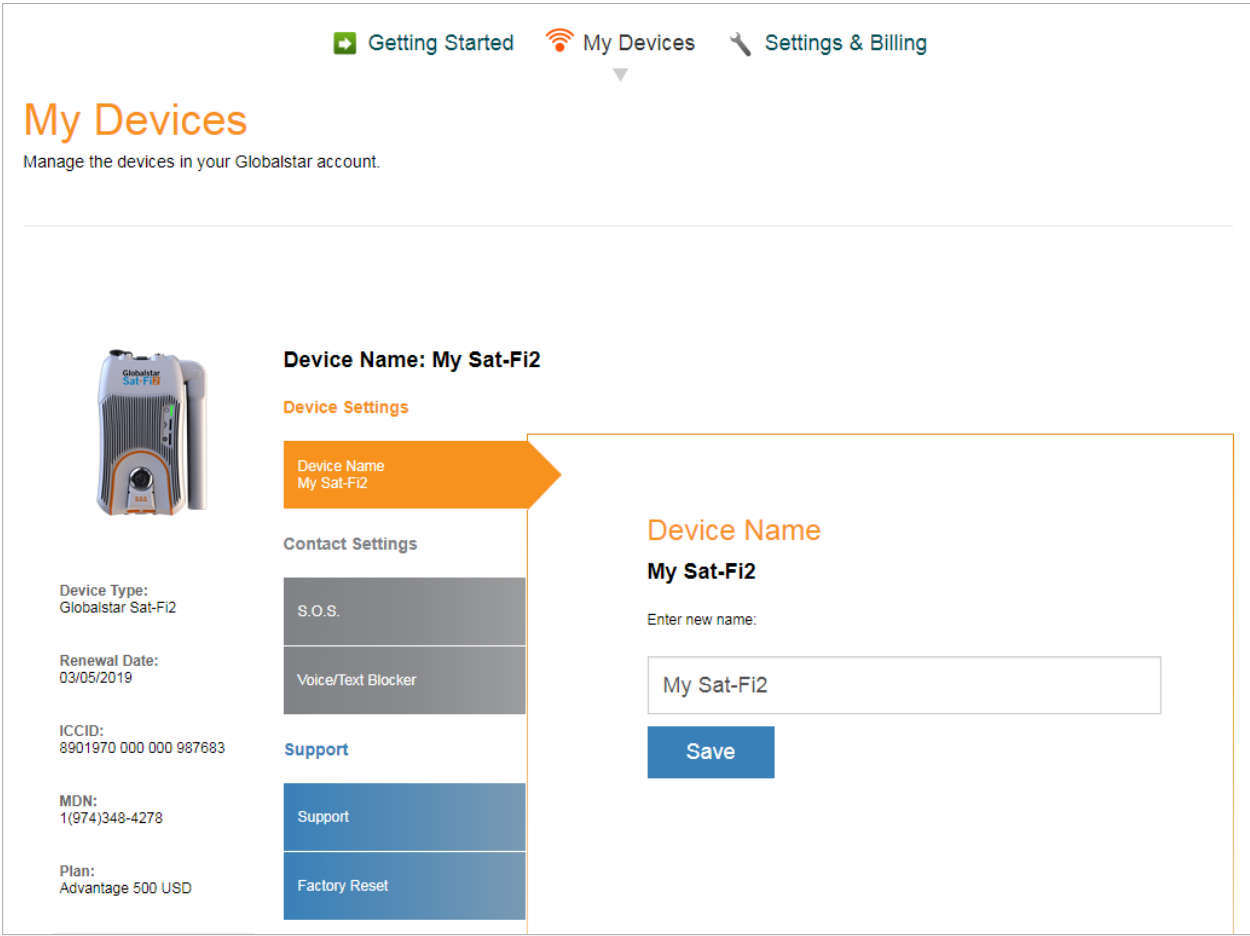 Getting Started My Devices Settings & Billing
My Devices
Manage the devices in your Globalstar account.
Globalstar
Sat-Fi2
S.O.S.
Device Type:
Globalstar Sat-Fi2
Renewal Date:
03/05/2019
ICCID:
8901970 000 000 987683
MDN:
1(974)348-4278
Plan:
Advantage 500 USD
Device Name: My Sat-Fi2
Device Settings
Device Name
My Sat-Fi2
Contact Settings
S.O.S.
Voice/Text Blocker
Support
Support
Factory Reset
Device Name
My Sat-Fi2
Enter new name:
My Sat-Fi2
Save